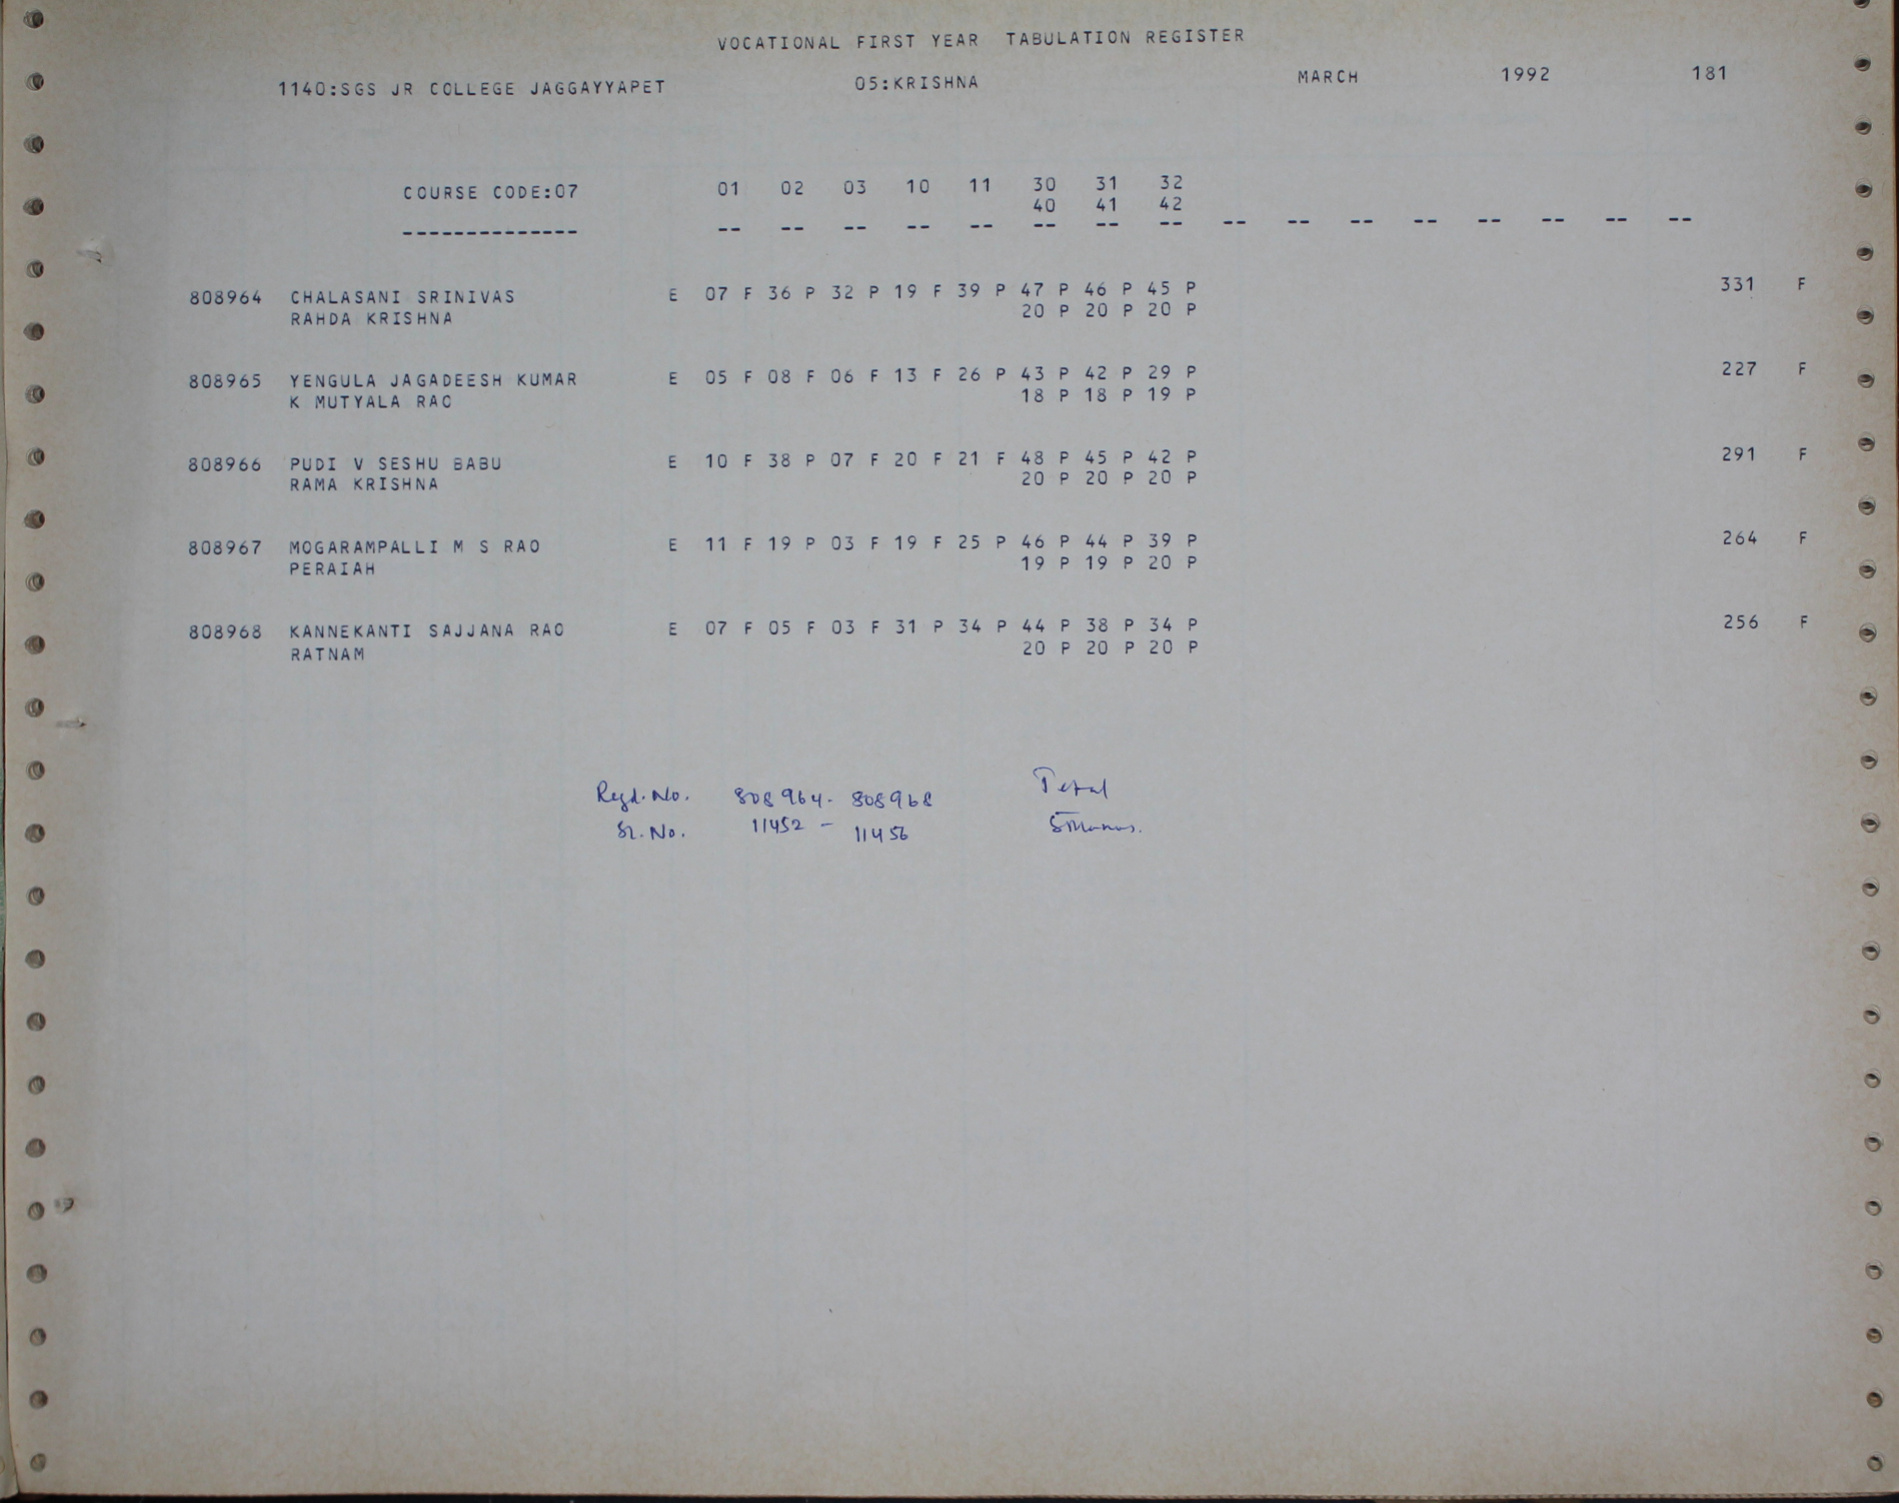 VOCATIONAL FIRST YEAR TABULATION REGISTER
1140:SGS JR COLLEGE JAGGAYYAPET 05:KRISHNA MARCH 1992 181
COURSE CODE:07 01 02 03 10 11 30 31 32
40 41 42
-------------- -- -- -- -- -- -- -- -- -- -- -- -- -- -- -- --
808964 CHALASANI SRINIVAS E 07 F 36 P 32 P 19 F 39 P 47 P 46 P 45 P 331 F
RAHDA KRISHNA 20 P 20 P 20 P
808965 YENGULA JAGADEESH KUMAR E 05 F 08 F 06 F 13 F 26 P 43 P 42 P 29 P 227 F
K MUTYALA RAO 18 P 18 P 19 P
808966 PUDI V SESHU BABU E 10 F 38 P 07 F 20 F 21 F 48 P 45 P 42 P 291 F
RAMA KRISHNA 20 P 20 P 20 P
808967 MOGARAMPALLI M S RAO E 11 F 19 P 03 F 19 F 25 P 46 P 44 P 39 P 264 F
PERAIAH 19 P 19 P 20 P
808968 KANNEKANTI SAJJANA RAO E 07 F 05 F 03 F 31 P 34 P 44 P 38 P 34 P 256 F
RATNAM 20 P 20 P 20 P
Regd. No. 808964 - 808968 Total
Sl. No. 11452 - 11456